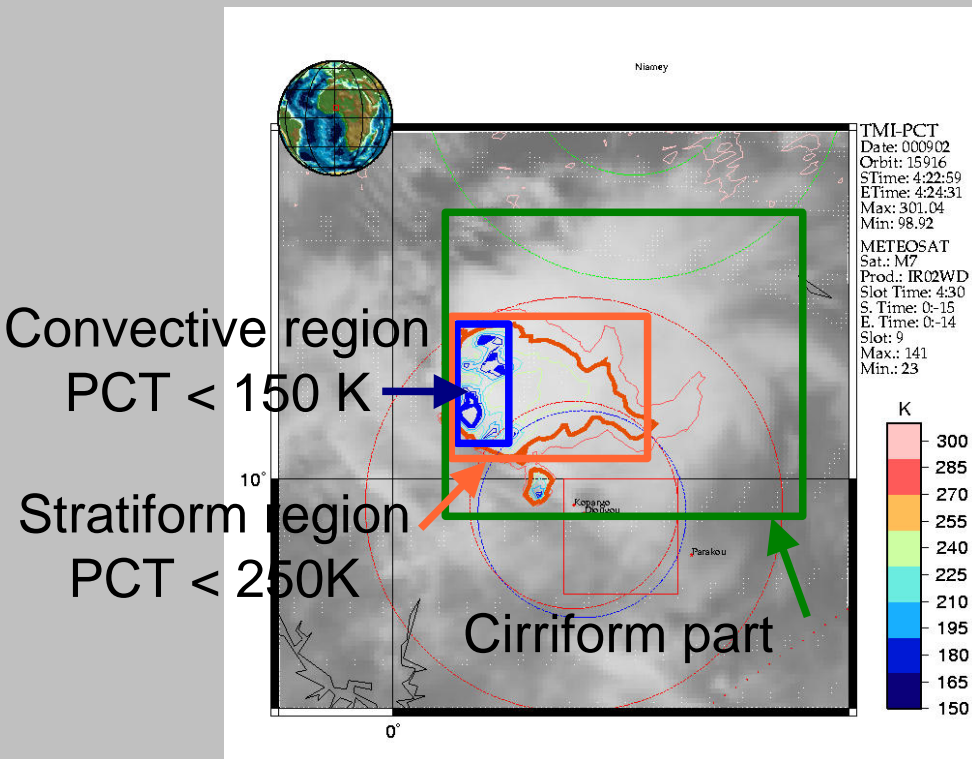 Niamey
TMI-PCT
Date: 000902
Orbit: 15916
STime: 4:22:59
ETime: 4:24:31
Max: 301.04
Min: 98.92
METEOSAT
Sat.: M7
Prod.: IR02WD
Slot Time: 4:30
S. Time: 0:-15
E. Time: 0:-14
Slot: 9
Max.: 141
Min.: 23
Convective region
PCT < 150 K
10°
Stratiform region
PCT < 250K
Parakou
Cirriform part
0°
K
300
285
270
255
240
225
210
195
180
165
150